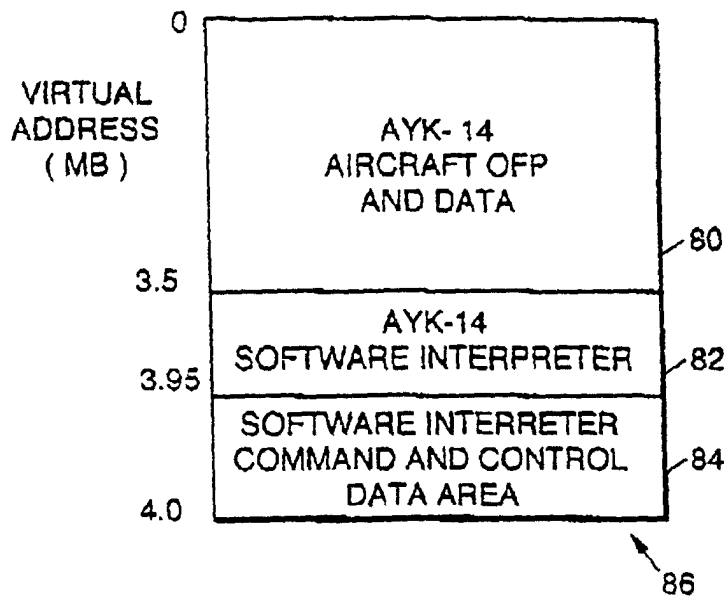 0
VIRTUAL
ADDRESS
( MB )
AYK- 14
AIRCRAFT OFP
AND DATA
80
3.5
AYK-14
SOFTWARE INTERPRETER
82
3.95
SOFTWARE INTERRETER
COMMAND AND CONTROL
DATA AREA
84
4.0
86